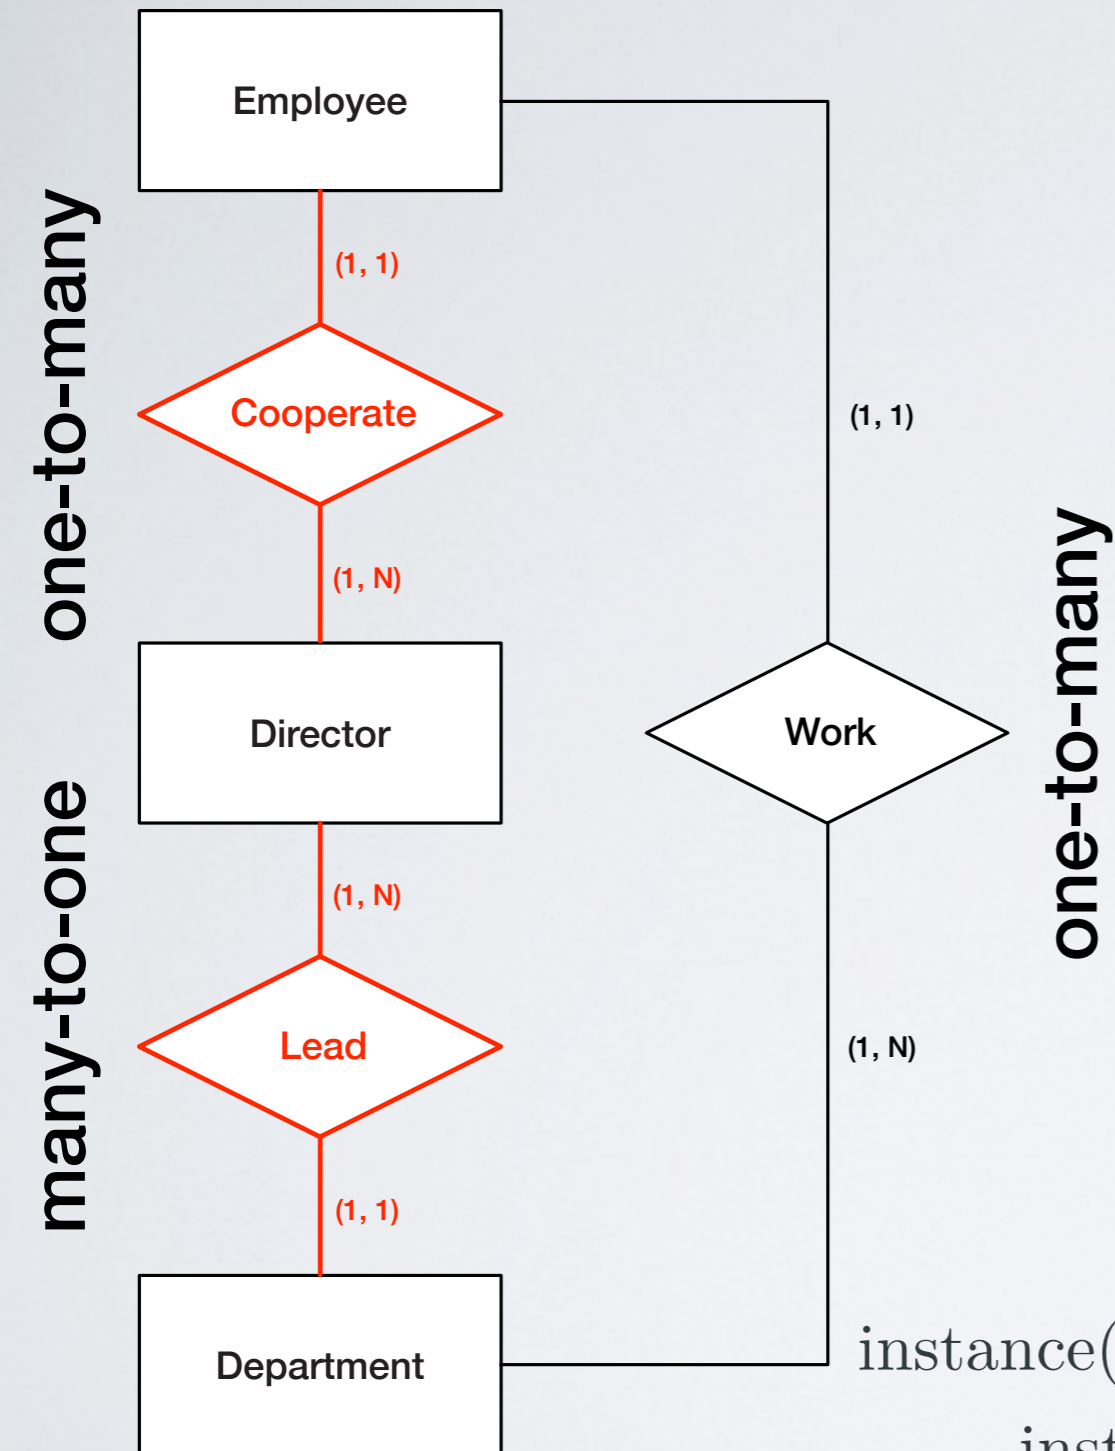 Employee
(1, 1)
one-to-many
Cooperate
(1, 1)
(1, N)
Director
Work
one-to-many
many-to-one
(1, N)
Lead
(1, N)
(1, 1)
Department
instance(
inst